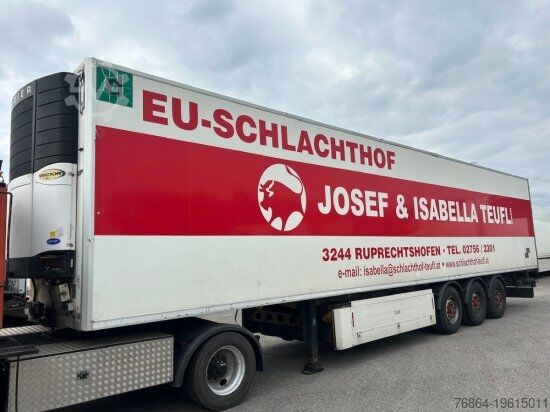 EU-SCHLACHTHOF
JOSEF & ISABELLA TEUFL
3244 RUPRECHTSHOFEN · TEL. 02756 / 2301
e-mail: isabella@schlachthof-teufl.at · www.schlachthof-teufl.at
VECTOR
76864-19615011